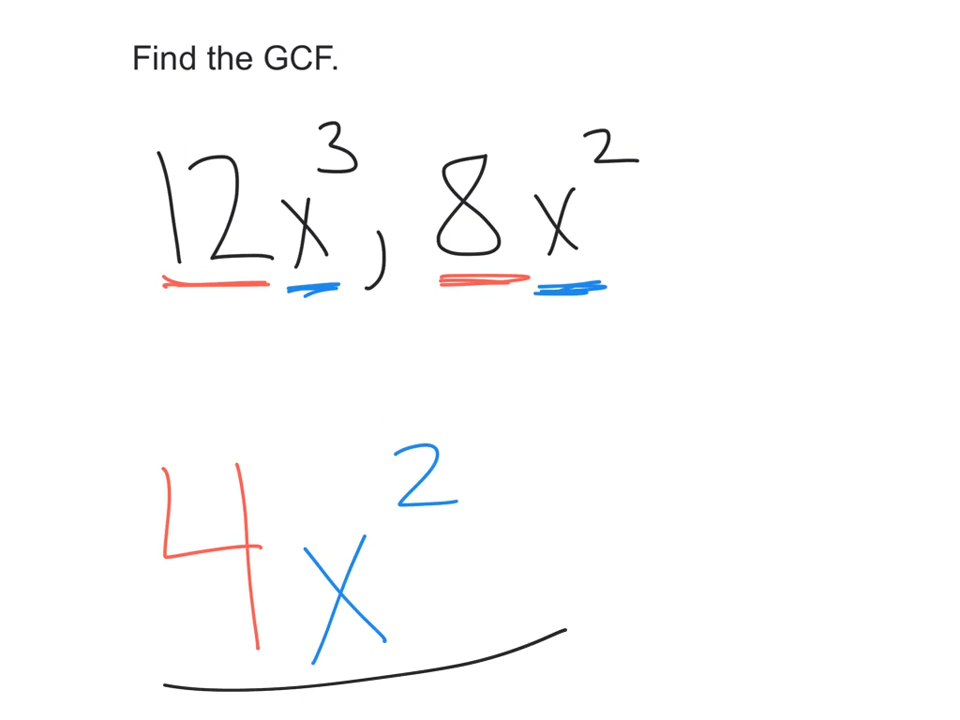 Find the GCF.
12x³, 8x²
4x²